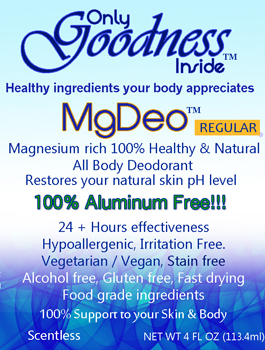 Only
Goodness™
Inside
Healthy ingredients your body appreciates
MgDeo™
REGULAR®
Magnesium rich 100% Healthy & Natural
All Body Deodorant
Restores your natural skin pH level
100% Aluminum Free!!!
24 + Hours effectiveness
Hypoallergenic, Irritation Free.
Vegetarian / Vegan, Stain free
Alcohol free, Gluten free, Fast drying
Food grade ingredients
100% Support to your Skin & Body
Scentless NET WT 4 FL OZ (113.4ml)